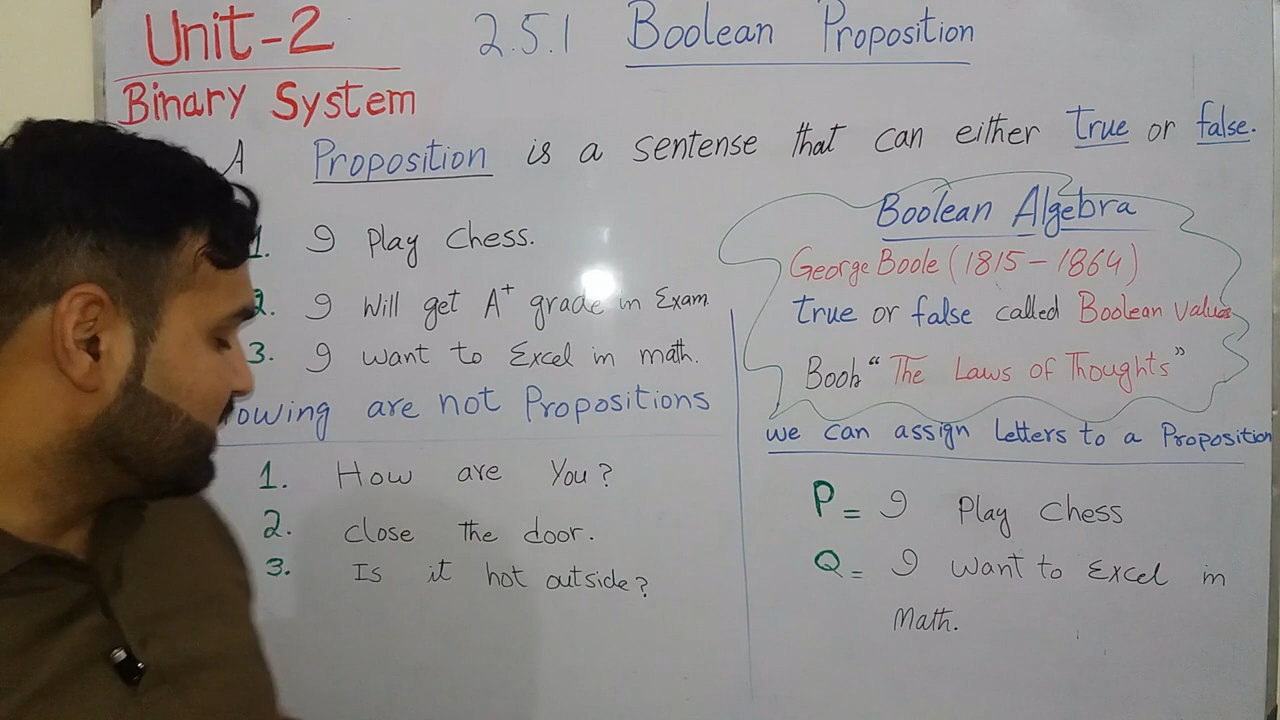 Unit-2
2.5.1 Boolean Proposition
Binary System
A Proposition is a sentence that can either true or false.
1. I Play Chess.
2. I Will get A+ grade in Exam
3. I want to Excel in math.
owing are not Propositions
1. How are You?
2. close the door.
3. Is it hot outside?
Boolean Algebra
George Boole (1815 - 1864)
true or false called Boolean values
Book "The Laws of Thoughts"
we can assign Letters to a Proposition
P = I Play Chess
Q = I want to Excel in
Math.